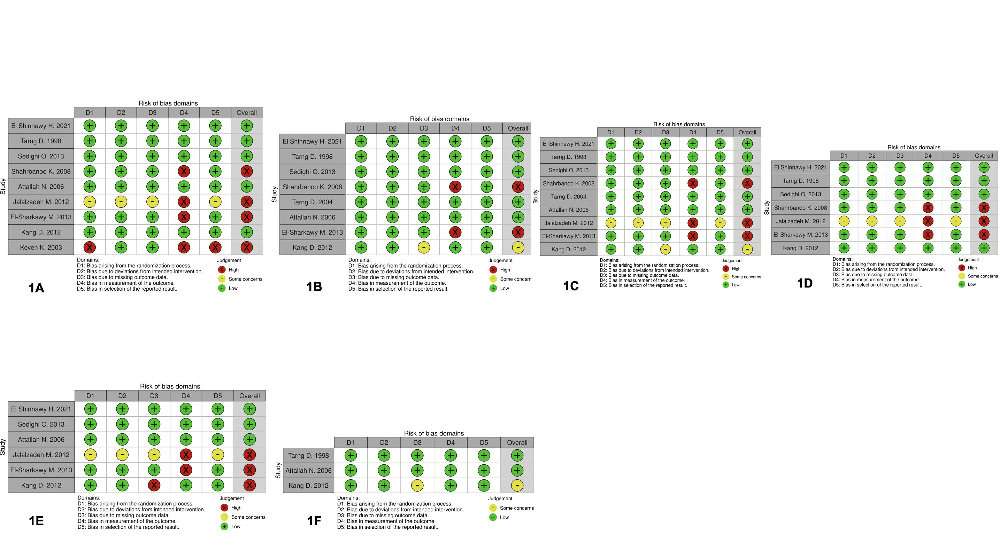 Risk of bias domains
D1 D2 D3 D4 D5 Overall
Study
El Shinnawy H. 2021 + + + + + +
Tarng D. 1998 + + + + + +
Sedighi O. 2013 + + + + + +
Shahrbanoo K. 2008 + + + X + X
Attallah N. 2006 + + + + + +
Jalalzadeh M. 2012 - - - X - X
El-Sharkawy M. 2013 + + + X + X
Kang D. 2012 + + + + + +
Keven K. 2003 X + + X X X
Domains:
D1: Bias arising from the randomization process.
D2: Bias due to deviations from intended intervention.
D3: Bias due to missing outcome data.
D4: Bias in measurement of the outcome.
D5: Bias in selection of the reported result.
Judgement
X High
- Some concerns
+ Low
1A
Risk of bias domains
D1 D2 D3 D4 D5 Overall
Study
El Shinnawy H. 2021 + + + + + +
Tarng D. 1998 + + + + + +
Sedighi O. 2013 + + + + + +
Shahrbanoo K. 2008 + + + X + X
Tarng D. 2004 + + + + + +
Attallah N. 2006 + + + + + +
El-Sharkawy M. 2013 + + + X + X
Kang D. 2012 + + - + + -
Domains:
D1: Bias arising from the randomization process.
D2: Bias due to deviations from intended intervention.
D3: Bias due to missing outcome data.
D4: Bias in measurement of the outcome.
D5: Bias in selection of the reported result.
Judgement
X High
- Some concerr
+ Low
1B
Risk of bias domains
D1 D2 D3 D4 D5 Overall
Study
El Shinnawy H. 2021 + + + + + +
Tarng D. 1998 + + + + + +
Sedighi O. 2013 + + + + + +
Shahrbanoo K. 2008 + + + X + X
Tarng D. 2004 + + + + + +
Attallah N. 2006 + + + + + +
Jalalzadeh M. 2012 - - - X - X
El-Sharkawy M. 2013 + + + X + X
Kang D. 2012 + + - + + -
Domains:
D1: Bias arising from the randomization process.
D2: Bias due to deviations from intended intervention.
D3: Bias due to missing outcome data.
D4: Bias in measurement of the outcome.
D5: Bias in selection of the reported result.
Judgement
X High
- Some concerns
+ Low
1C
Risk of bias domains
D1 D2 D3 D4 D5 Overall
Study
El Shinnawy H. 2021 + + + + + +
Tarng D. 1998 + + + + + +
Sedighi O. 2013 + + + + + +
Shahrbanoo K. 2008 + + + X + X
Jalalzadeh M. 2012 - - - X - X
El-Sharkawy M. 2013 + + + X + X
Kang D. 2012 + + + + + +
Domains:
D1: Bias arising from the randomization process.
D2: Bias due to deviations from intended intervention.
D3: Bias due to missing outcome data.
D4: Bias in measurement of the outcome.
D5: Bias in selection of the reported result.
Judgement
X High
- Some concerns
+ Low
1D
Risk of bias domains
D1 D2 D3 D4 D5 Overall
Study
El Shinnawy H. 2021 + + + + + +
Sedighi O. 2013 + + + + + +
Attallah N. 2006 + + + + + +
Jalalzadeh M. 2012 - - - X - X
El-Sharkawy M. 2013 + + + X + X
Kang D. 2012 + + X + + X
Domains:
D1: Bias arising from the randomization process.
D2: Bias due to deviations from intended intervention.
D3: Bias due to missing outcome data.
D4: Bias in measurement of the outcome.
D5: Bias in selection of the reported result.
Judgement
X High
- Some concerns
+ Low
1E
Risk of bias domains
D1 D2 D3 D4 D5 Overall
Study
Tarng D. 1998 + + + + + +
Attallah N. 2006 + + + + + +
Kang D. 2012 + + - + + -
Domains:
D1: Bias arising from the randomization process.
D2: Bias due to deviations from intended intervention.
D3: Bias due to missing outcome data.
D4: Bias in measurement of the outcome.
D5: Bias in selection of the reported result.
Judgement
- Some concerns
+ Low
1F